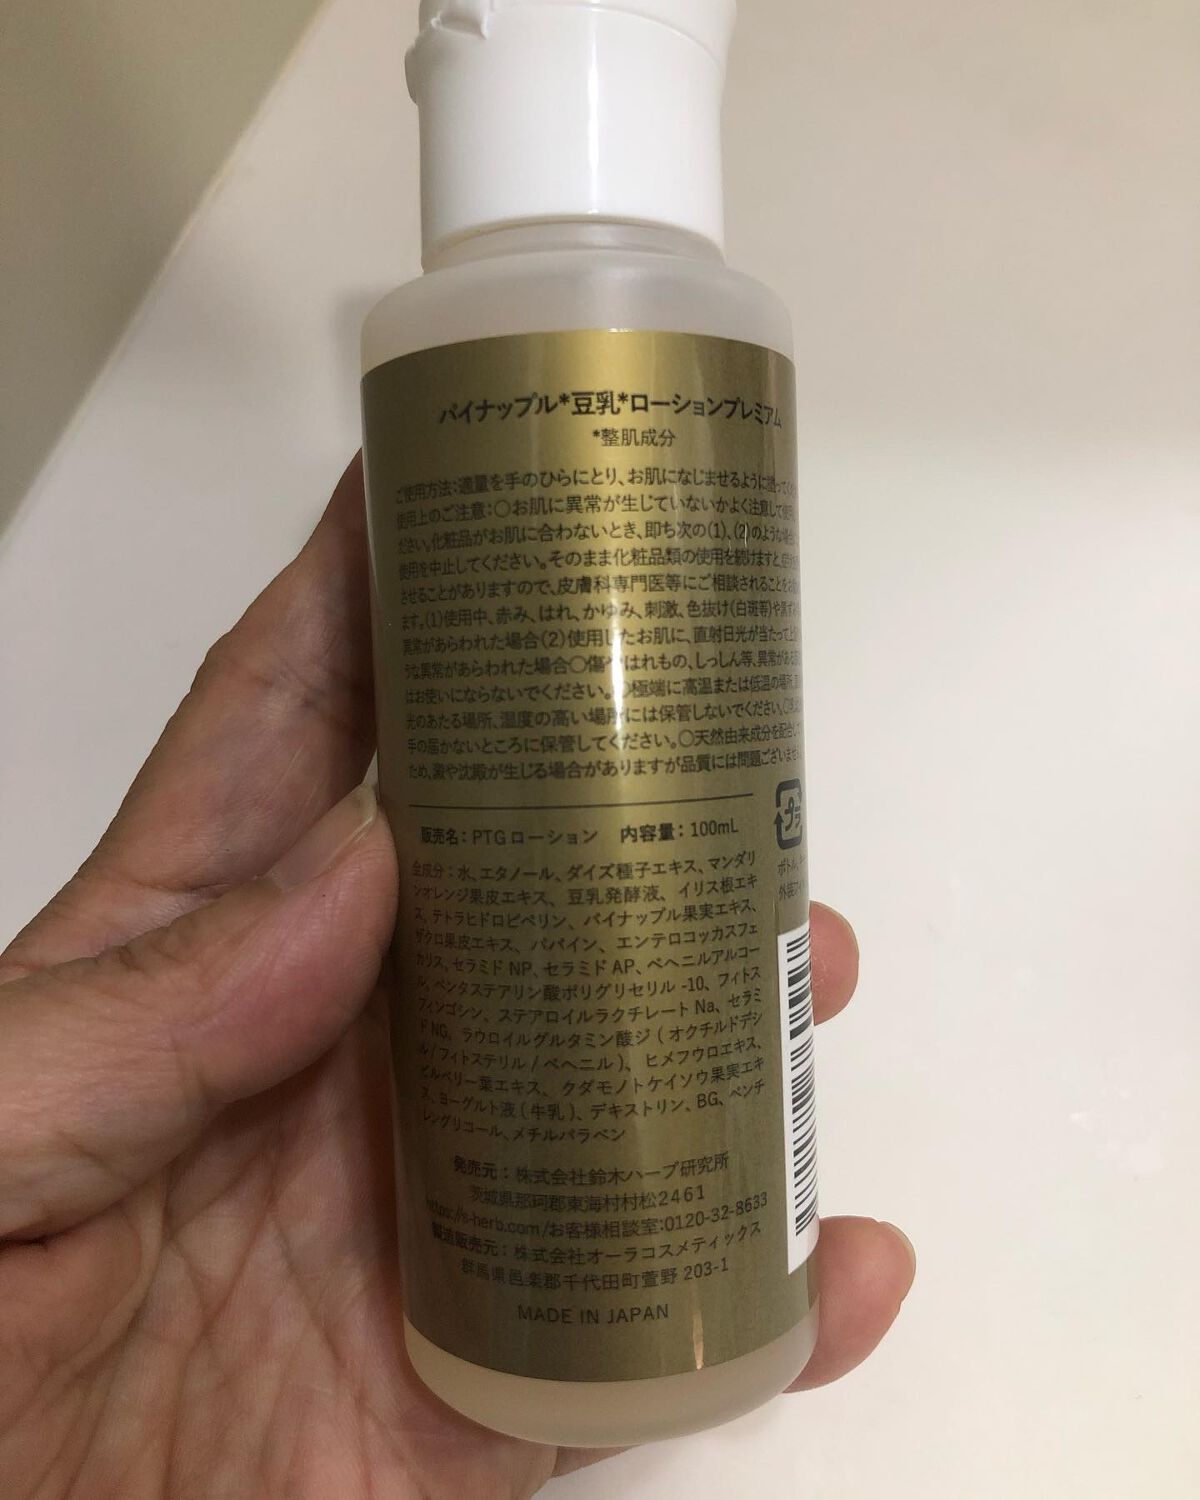 パイナップル*豆乳*ローションプレミアム
*整肌成分
ご使用方法:適量を手のひらにとり、お肌になじませるように
使用上のご注意:○お肌に異常が生じていないかよく注意して使用
ださい。化粧品がお肌に合わないとき、即ち次の(1)、(2)のような場合
使用を中止してください。そのまま化粧品類の使用を続けますと、
させることがありますので、皮膚科専門医等にご相談されることを
ます。(1)使用中、赤み、はれ、かゆみ、刺激、色抜け(白斑等)や黒ずみ
異常があらわれた場合(2)使用したお肌に、直射日光が当たって上
うな異常があらわれた場合○傷やはれもの、しっしん等、異常がある
はお使いにならないでください。○極端に高温または低温の場所、
光のあたる場所、湿度の高い場所には保管しないでください。○
手の届かないところに保管してください。○天然由来成分を配合して
ため、澱や沈殿が生じる場合がありますが品質には問題ございません
販売名:PTGローション 内容量:100mL
プラ
ボトル、
外装フィ
全成分:水、エタノール、ダイズ種子エキス、マンダリ
ンオレンジ果皮エキス、豆乳発酵液、イリス根エキ
ス、テトラヒドロピペリン、パイナップル果実エキス、
ザクロ果皮エキス、パパイン、エンテロコッカスフェ
カリス、セラミドNP、セラミドAP、ベヘニルアルコー
ル、ペンタステアリン酸ポリグリセリル-10、フィトス
フィンゴシン、ステアロイルラクチレートNa、セラミ
ドNG、ラウロイルグルタミン酸ジ(オクチルドデシ
ル/フィトステリル/ベヘニル)、ヒメフウロエキス、
ビルベリー葉エキス、クダモノトケイソウ果実エキ
ス、ヨーグルト液(牛乳)、デキストリン、BG、ペンチ
レングリコール、メチルパラベン
発売元:株式会社鈴木ハーブ研究所
茨城県那珂郡東海村村松2461
https://s-herb.com/お客様相談室:0120-32-8633
製造販売元:株式会社オーラコスメティックス
群馬県邑楽郡千代田町萱野203-1
MADE IN JAPAN